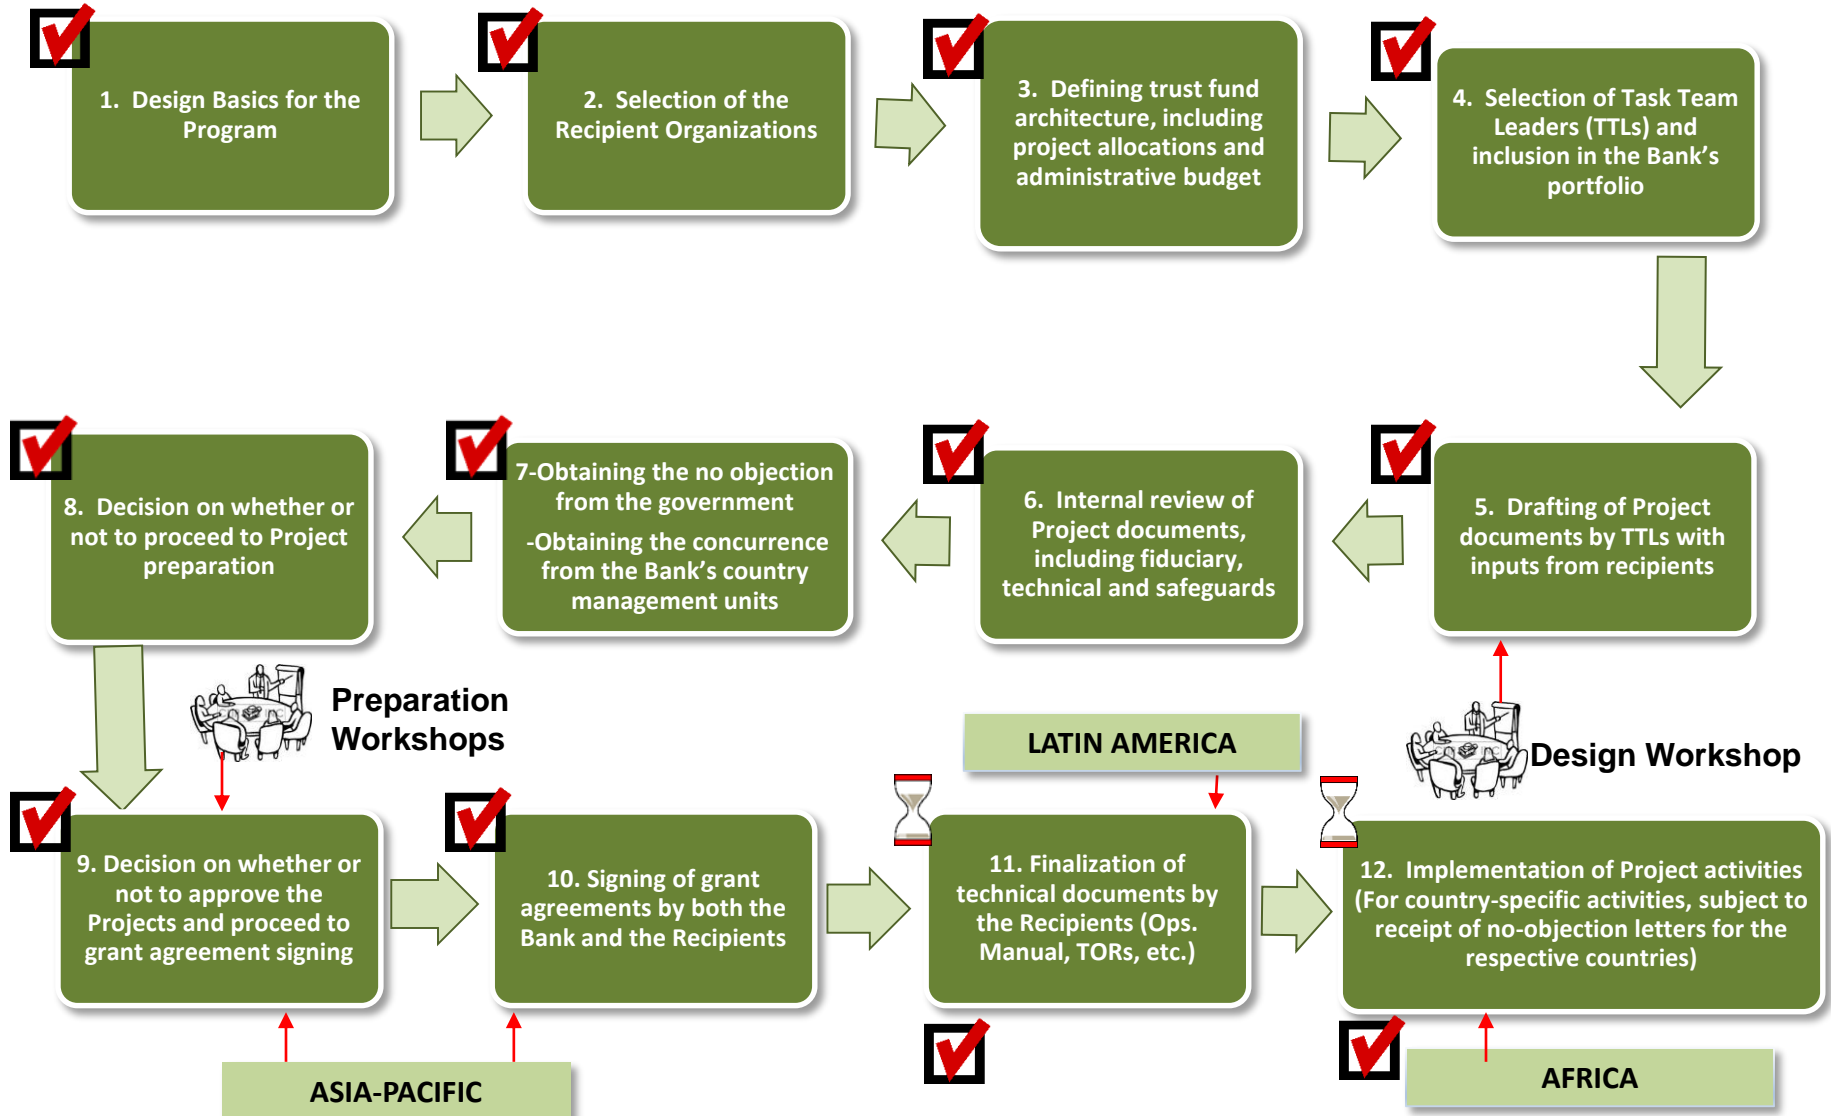 1.  Design Basics for the
Program
2.  Selection of the
Recipient Organizations
3.  Defining trust fund
architecture, including
project allocations and
administrative budget
4.  Selection of Task Team
Leaders (TTLs) and
inclusion in the Bank’s
portfolio
8.  Decision on whether or
not to proceed to Project
preparation
7-Obtaining the no objection
from the government
-Obtaining the concurrence
from the Bank’s country
management units
6.  Internal review of
Project documents,
including fiduciary,
technical and safeguards
5.  Drafting of Project
documents by TTLs with
inputs from recipients
Preparation
Workshops
LATIN AMERICA
Design Workshop
9. Decision on whether or
not to approve the
Projects and proceed to
grant agreement signing
10. Signing of grant
agreements by both the
Bank and the Recipients
11. Finalization of
technical documents by
the Recipients (Ops.
Manual, TORs, etc.)
12.  Implementation of Project activities
(For country-specific activities, subject to
receipt of no-objection letters for the
respective countries)
ASIA-PACIFIC
AFRICA